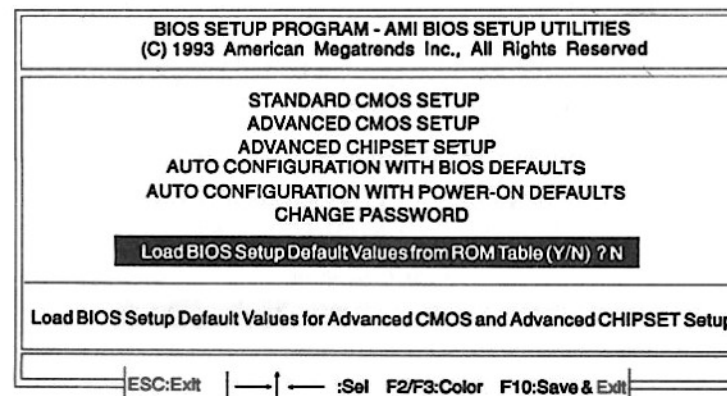 BIOS SETUP PROGRAM - AMI BIOS SETUP UTILITIES
(C) 1993 American Megatrends Inc., All Rights Reserved
STANDARD CMOS SETUP
ADVANCED CMOS SETUP
ADVANCED CHIPSET SETUP
AUTO CONFIGURATION WITH BIOS DEFAULTS
AUTO CONFIGURATION WITH POWER-ON DEFAULTS
CHANGE PASSWORD
Load BIOS Setup Default Values from ROM Table (Y/N) ? N
Load BIOS Setup Default Values for Advanced CMOS and Advanced CHIPSET Setup
ESC:Exit :Sel F2/F3:Color F10:Save & Exit